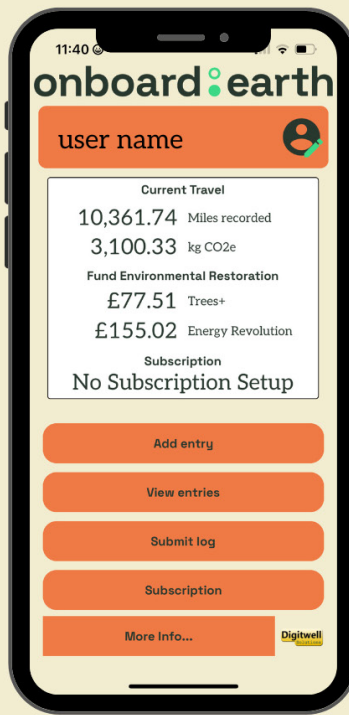 11:40
onboard:earth
user name
Current Travel
10,361.74 Miles recorded
3,100.33 kg CO2e
Fund Environmental Restoration
£77.51 Trees+
£155.02 Energy Revolution
Subscription
No Subscription Setup
Add entry
View entries
Submit log
Subscription
More Info...
Digitwell
Solutions